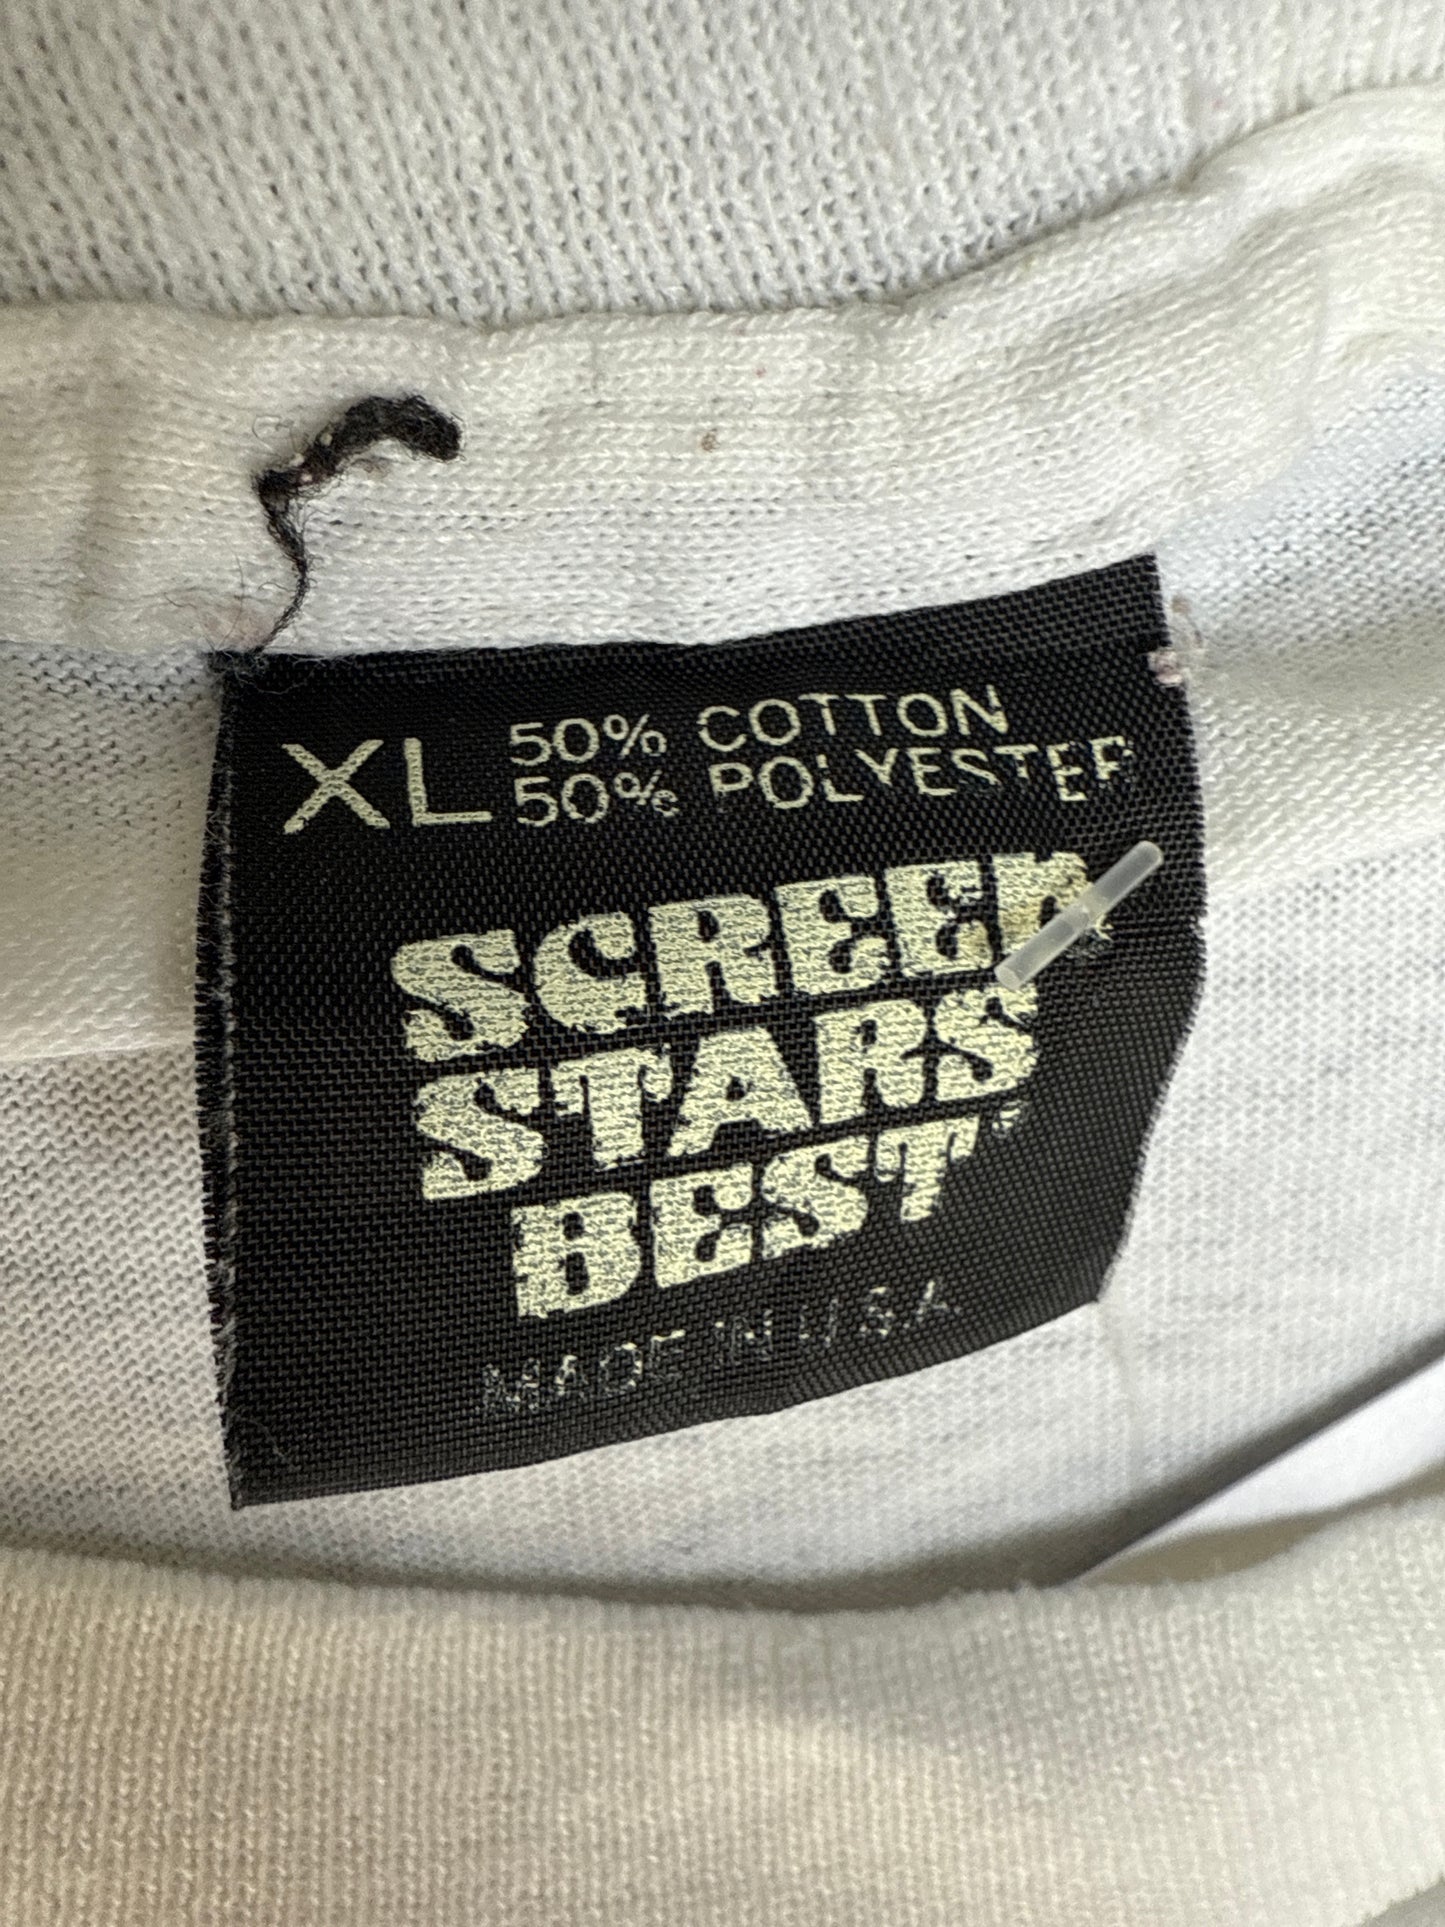 XL 50% COTTON
50% POLYESTER
SCREEN
STARS
BEST
MADE IN U.S.A.